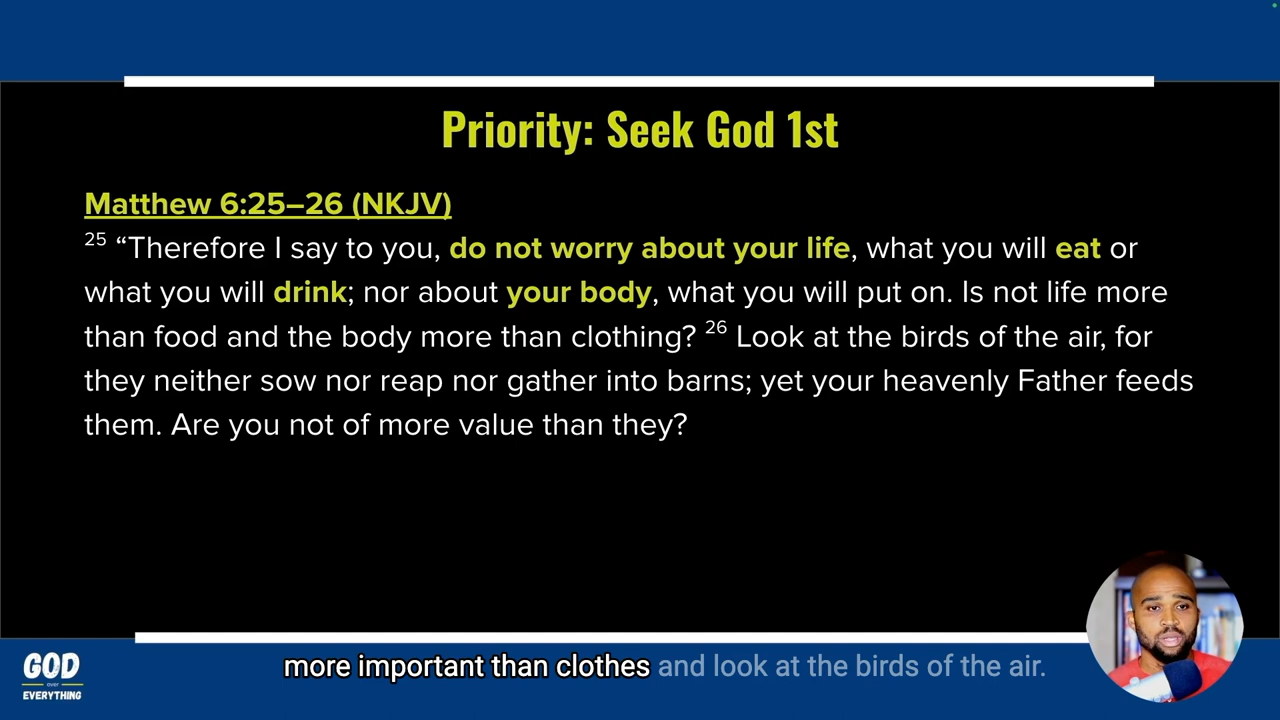 Priority: Seek God 1st
Matthew 6:25–26 (NKJV)
25 “Therefore I say to you, do not worry about your life, what you will eat or
what you will drink; nor about your body, what you will put on. Is not life more
than food and the body more than clothing? 26 Look at the birds of the air, for
they neither sow nor reap nor gather into barns; yet your heavenly Father feeds
them. Are you not of more value than they?
more important than clothes and look at the birds of the air.
GOD
over
EVERYTHING